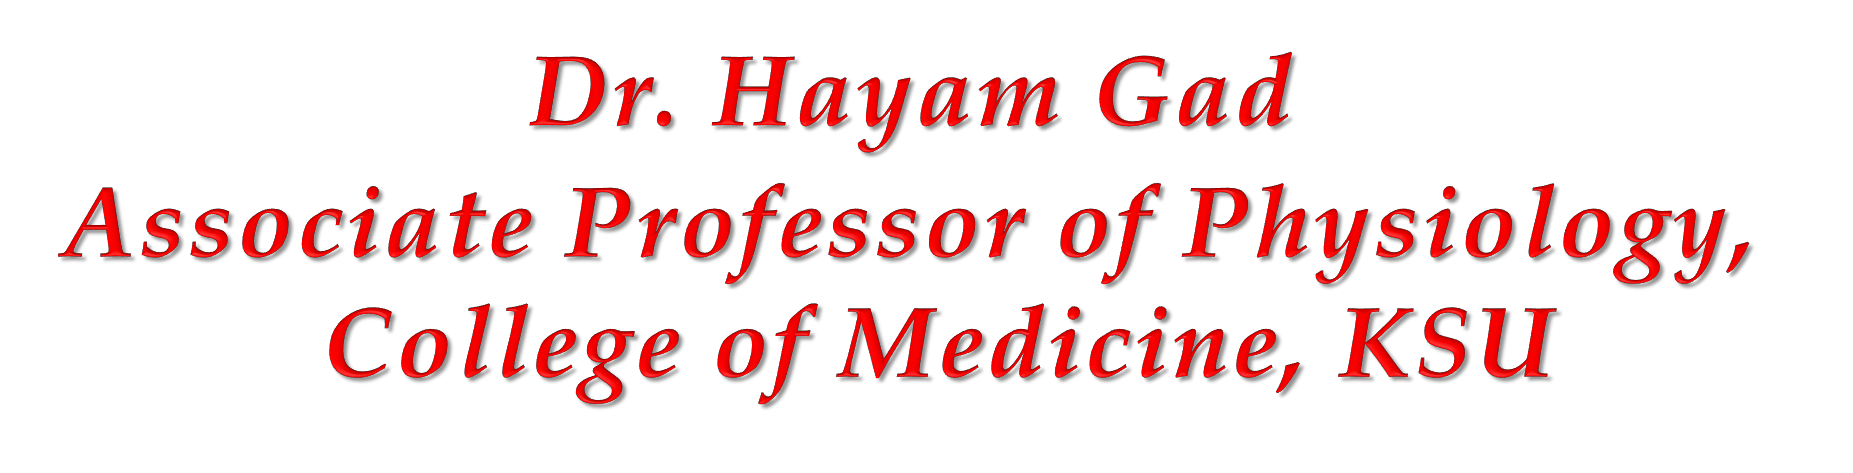 Dr. Hayam Gad
Associate Professor of Physiology,
College of Medicine, KSU